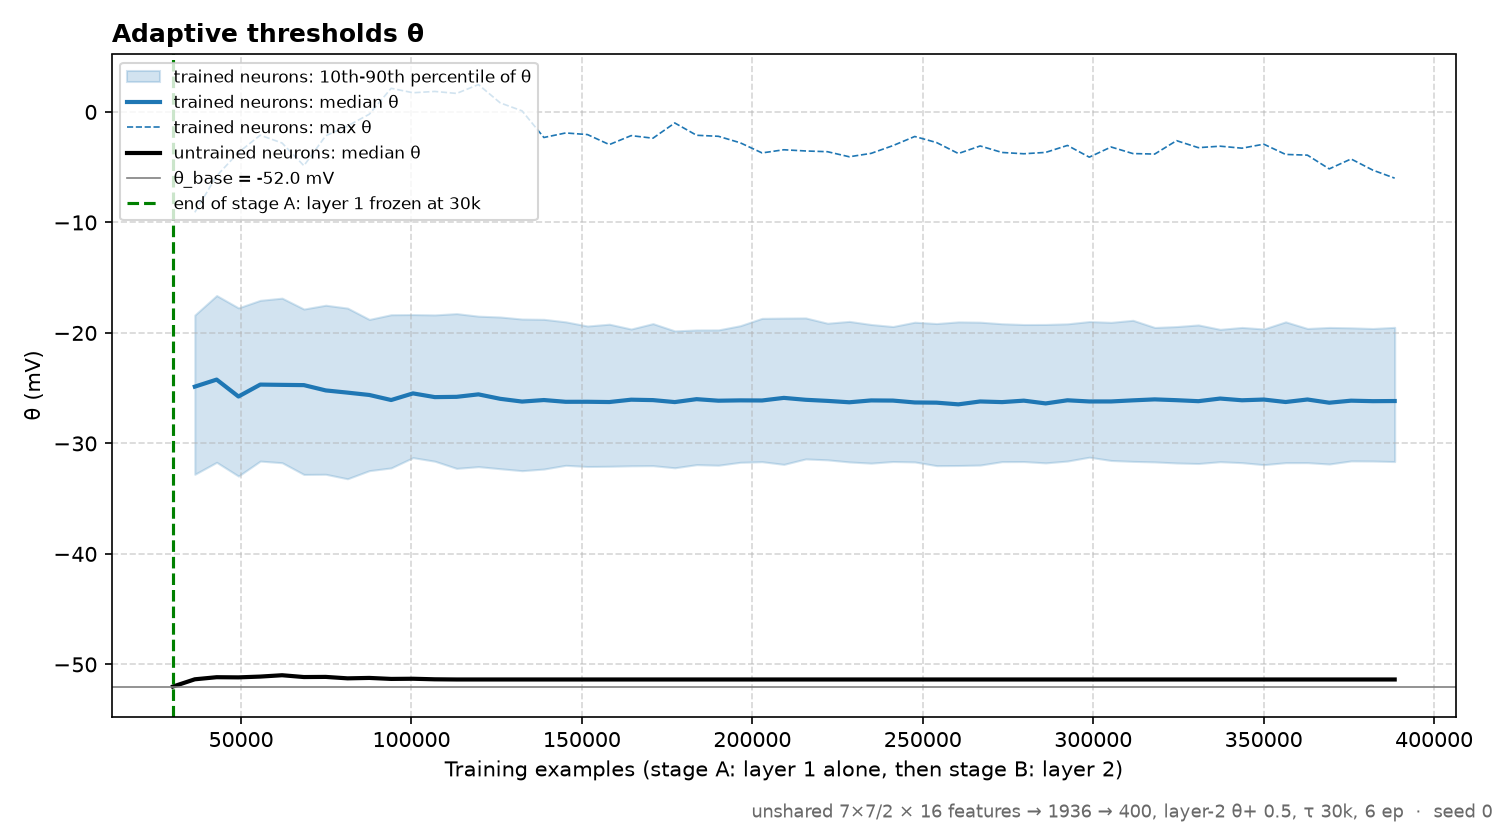 Adaptive thresholds θ
trained neurons: 10th-90th percentile of θ
trained neurons: median θ
trained neurons: max θ
untrained neurons: median θ
θ_base = -52.0 mV
end of stage A: layer 1 frozen at 30k
θ (mV)
0
−10
−20
−30
−40
−50
50000 100000 150000 200000 250000 300000 350000 400000
Training examples (stage A: layer 1 alone, then stage B: layer 2)
unshared 7×7/2 × 16 features → 1936 → 400, layer-2 θ+ 0.5, τ 30k, 6 ep · seed 0